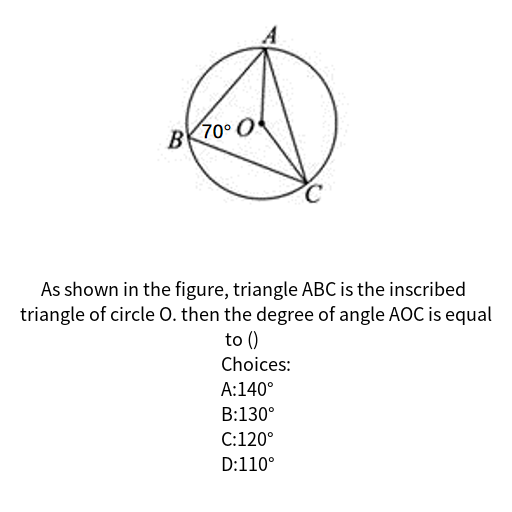 A
70° O
B
C
As shown in the figure, triangle ABC is the inscribed
triangle of circle O. then the degree of angle AOC is equal
to ()
Choices:
A:140°
B:130°
C:120°
D:110°